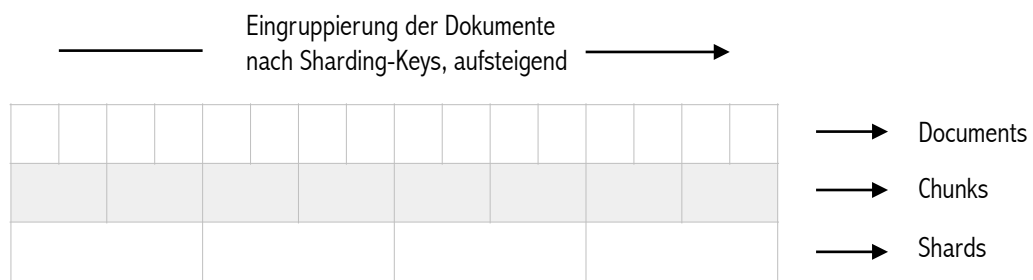 Eingruppierung der Dokumente
nach Sharding-Keys, aufsteigend
Documents
Chunks
Shards